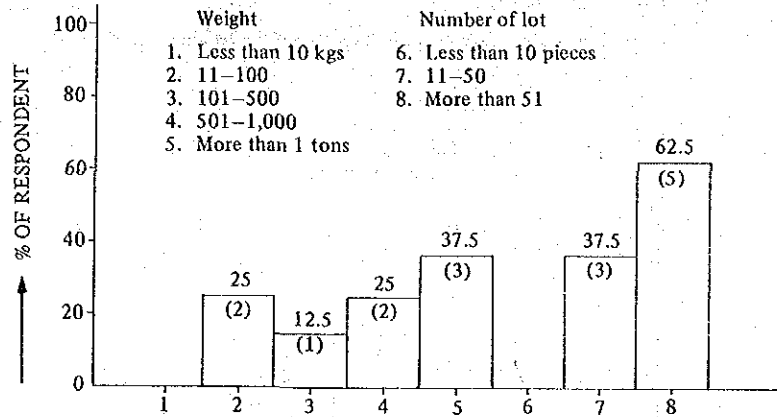 Weight
1. Less than 10 kgs
2. 11–100
3. 101–500
4. 501–1,000
5. More than 1 tons
Number of lot
6. Less than 10 pieces
7. 11–50
8. More than 51
% OF RESPONDENT
100
80
60
40
20
0
25
(2)
12.5
(1)
25
(2)
37.5
(3)
37.5
(3)
62.5
(5)
1 2 3 4 5 6 7 8